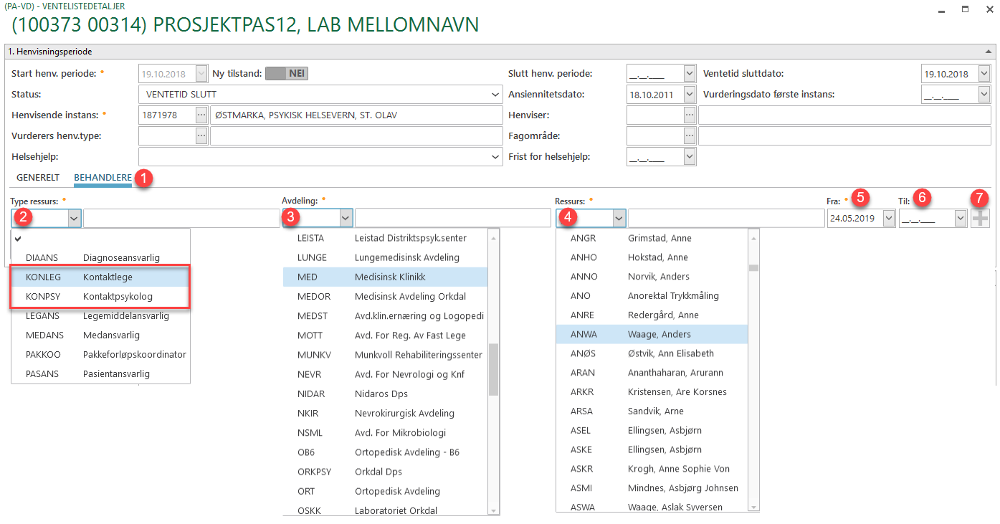 (PA-VD) - VENTELISTEDETALJER
(100373 00314) PROSJEKTPAS12, LAB MELLOMNAVN
1. Henvisningsperiode
Start henv. periode: * 19.10.2018 Ny tilstand: NEI Slutt henv. periode: __.__.____ Ventetid sluttdato: 19.10.2018
Status: VENTETID SLUTT Ansiennitetsdato: 18.10.2011 Vurderingsdato første instans: __.__.____
Henvisende instans: * 1871978 ... ØSTMARKA, PSYKISK HELSEVERN, ST. OLAV Henviser: ...
Vurderers henv.type: ... Fagområde: ...
Helsehjelp: Frist for helsehjelp: __.__.____
GENERELT BEHANDLERE 1
Type ressurs: * Avdeling: * Ressurs: * Fra: * 5 Til: 6 7
2 3 4 24.05.2019 __.__.____
DIAANS Diagnoseansvarlig
KONLEG Kontaktlege
KONPSY Kontaktpsykolog
LEGANS Legemiddelansvarlig
MEDANS Medansvarlig
PAKKOO Pakkeforløpskoordinator
PASANS Pasientansvarlig
LEISTA Leistad Distriktspsyk.senter
LUNGE Lungemedisinsk Avdeling
MED Medisinsk Klinikk
MEDOR Medisinsk Avdeling Orkdal
MEDST Avd.klin.ernæring og Logopedi
MOTT Avd. For Reg. Av Fast Lege
MUNKV Munkvoll Rehabiliteringssenter
NEVR Avd. For Nevrologi og Knf
NIDAR Nidaros Dps
NKIR Nevrokirurgisk Avdeling
NSML Avd. For Mikrobiologi
OB6 Ortopedisk Avdeling - B6
ORKPSY Orkdal Dps
ORT Ortopedisk Avdeling
OSKK Laboratoriet Orkdal
ANGR Grimstad, Anne
ANHO Hokstad, Anne
ANNO Norvik, Anders
ANO Anorektal Trykkmåling
ANRE Redergård, Anne
ANWA Waage, Anders
ANØS Østvik, Ann Elisabeth
ARAN Ananthaharan, Arurann
ARKR Kristensen, Are Korsnes
ARSA Sandvik, Arne
ASEL Ellingsen, Asbjørn
ASKE Ellingsen, Asbjørn
ASKR Krogh, Anne Sophie Von
ASMI Mindnes, Asbjørg Johnsen
ASWA Waage, Aslak Syversen